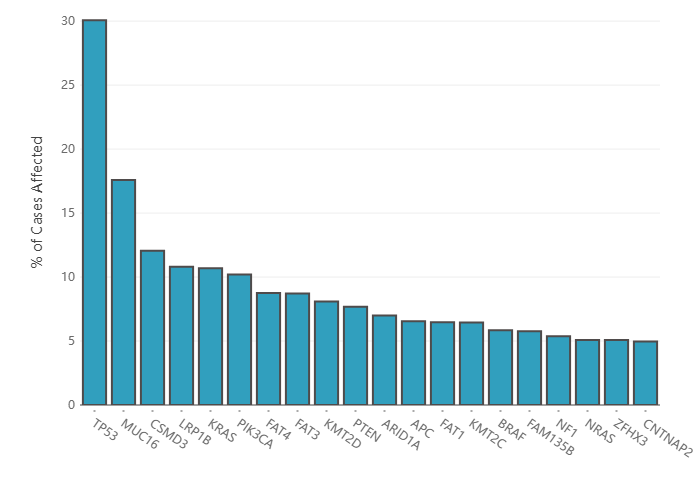 30
25
20
15
10
5
0
% of Cases Affected
TP53
MUC16
CSMD3
LRP1B
KRAS
PIK3CA
FAT4
FAT3
KMT2D
PTEN
ARID1A
APC
FAT1
KMT2C
BRAF
FAM135B
NF1
NRAS
ZFHX3
CNTNAP2